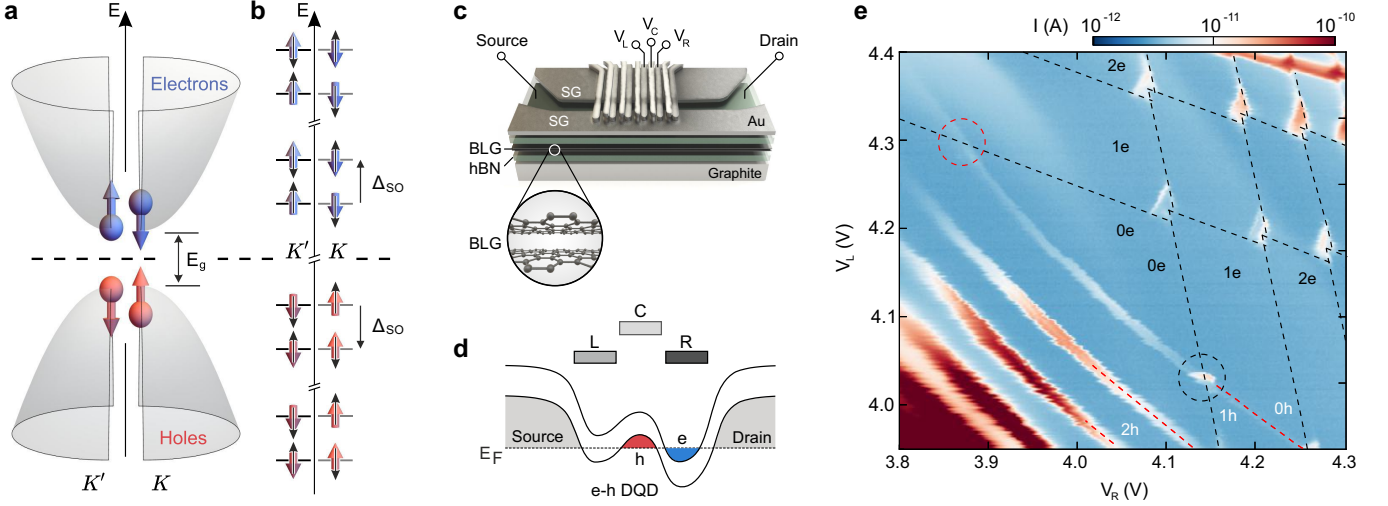 a
E
Electrons
E_g
Holes
K′ K
b
E
Δ_SO
K′ K
Δ_SO
c
V_C
V_L V_R
Source
Drain
SG
SG
Au
BLG
hBN
Graphite
BLG
d
C
L R
Source
e
Drain
E_F
h
e-h DQD
e
I (A)
10⁻¹² 10⁻¹¹ 10⁻¹⁰
4.4
4.3
4.2
4.1
4.0
V_L (V)
2e
1e
0e
0e
1e
2e
0h
1h
2h
3.8 3.9 4.0 4.1 4.2 4.3
V_R (V)